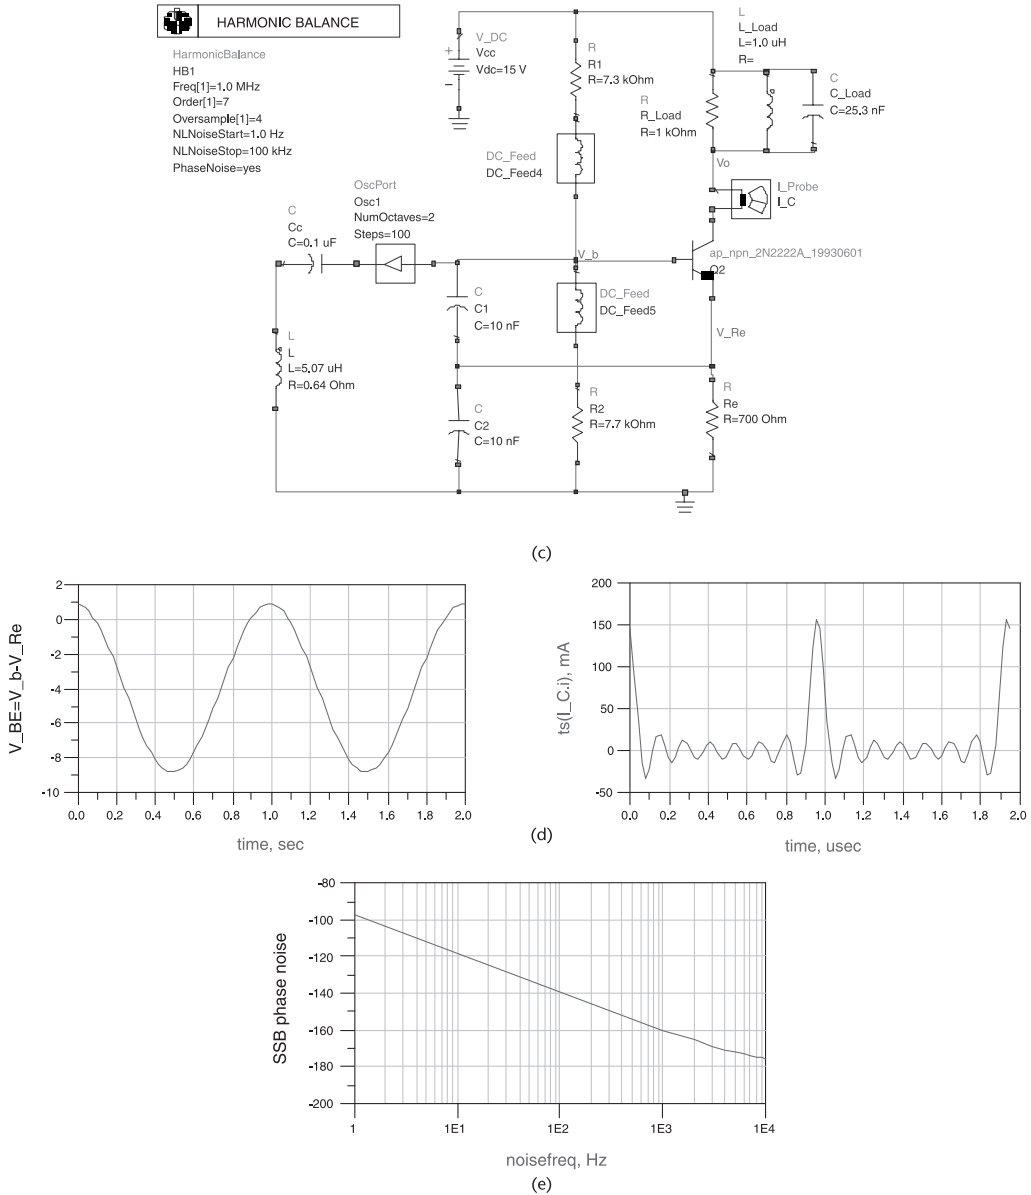 HARMONIC BALANCE
HarmonicBalance
HB1
Freq[1]=1.0 MHz
Order[1]=7
Oversample[1]=4
NLNoiseStart=1.0 Hz
NLNoiseStop=100 kHz
PhaseNoise=yes
+
V_DC
Vcc
Vdc=15 V
−
R
R1
R=7.3 kOhm
L
L_Load
L=1.0 uH
R=
R
R_Load
R=1 kOhm
C
C_Load
C=25.3 nF
DC_Feed
DC_Feed4
Vo
I_Probe
I_C
OscPort
Osc1
NumOctaves=2
Steps=100
C
Cc
C=0.1 uF
V_b
ap_npn_2N2222A_19930601
Q2
C
C1
C=10 nF
DC_Feed
DC_Feed5
V_Re
L
L
L=5.07 uH
R=0.64 Ohm
C
C2
C=10 nF
R
R2
R=7.7 kOhm
R
Re
R=700 Ohm
(c)
V_BE=V_b-V_Re
2
0
-2
-4
-6
-8
-10
0.0 0.2 0.4 0.6 0.8 1.0 1.2 1.4 1.6 1.8 2.0
time, sec
ts(I_C.i), mA
200
150
100
50
0
-50
0.0 0.2 0.4 0.6 0.8 1.0 1.2 1.4 1.6 1.8 2.0
time, usec
(d)
SSB phase noise
-80
-100
-120
-140
-160
-180
-200
1 1E1 1E2 1E3 1E4
noisefreq, Hz
(e)